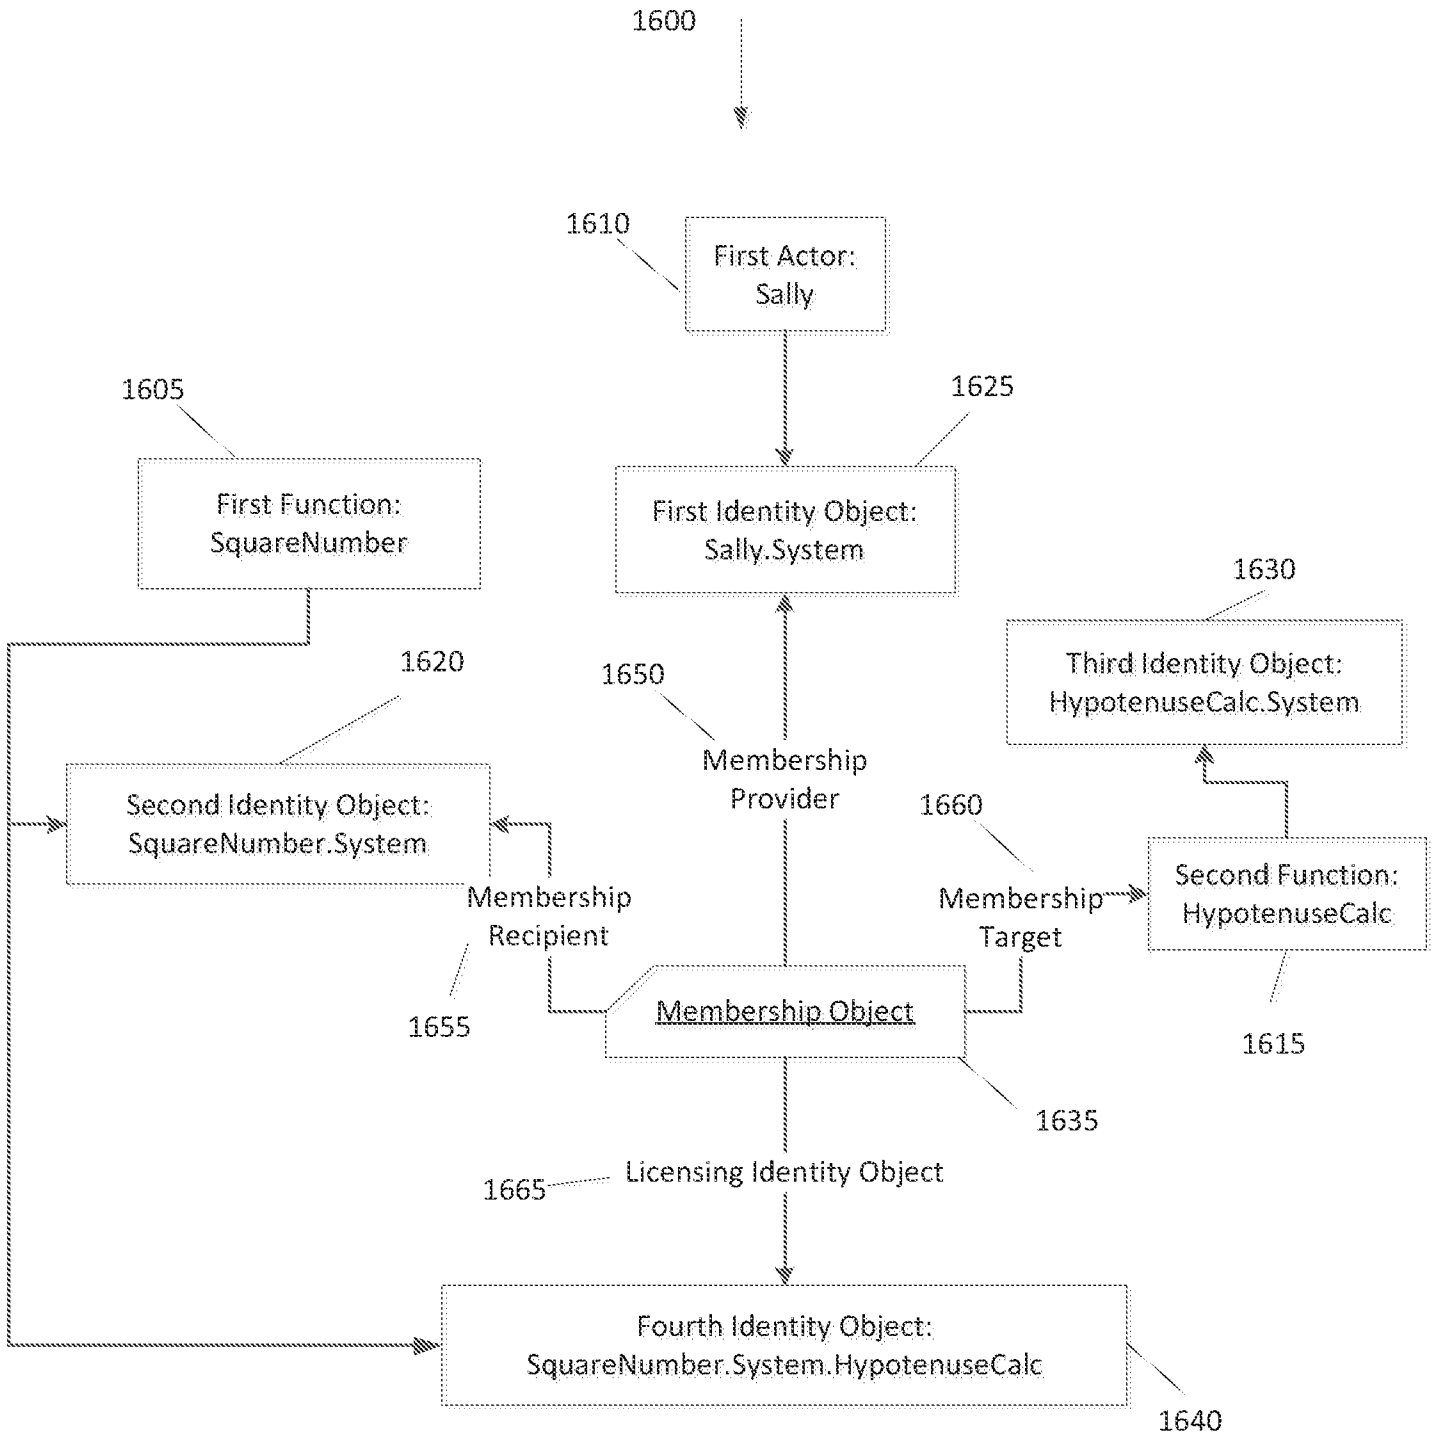 1600
1610
First Actor:
Sally
1605
1625
First Function:
SquareNumber
First Identity Object:
Sally.System
1630
1620
1650
Third Identity Object:
HypotenuseCalc.System
Membership
Provider
1660
Second Identity Object:
SquareNumber.System
Second Function:
HypotenuseCalc
Membership
Recipient
Membership
Target
1655
Membership Object
1615
1635
1665
Licensing Identity Object
Fourth Identity Object:
SquareNumber.System.HypotenuseCalc
1640